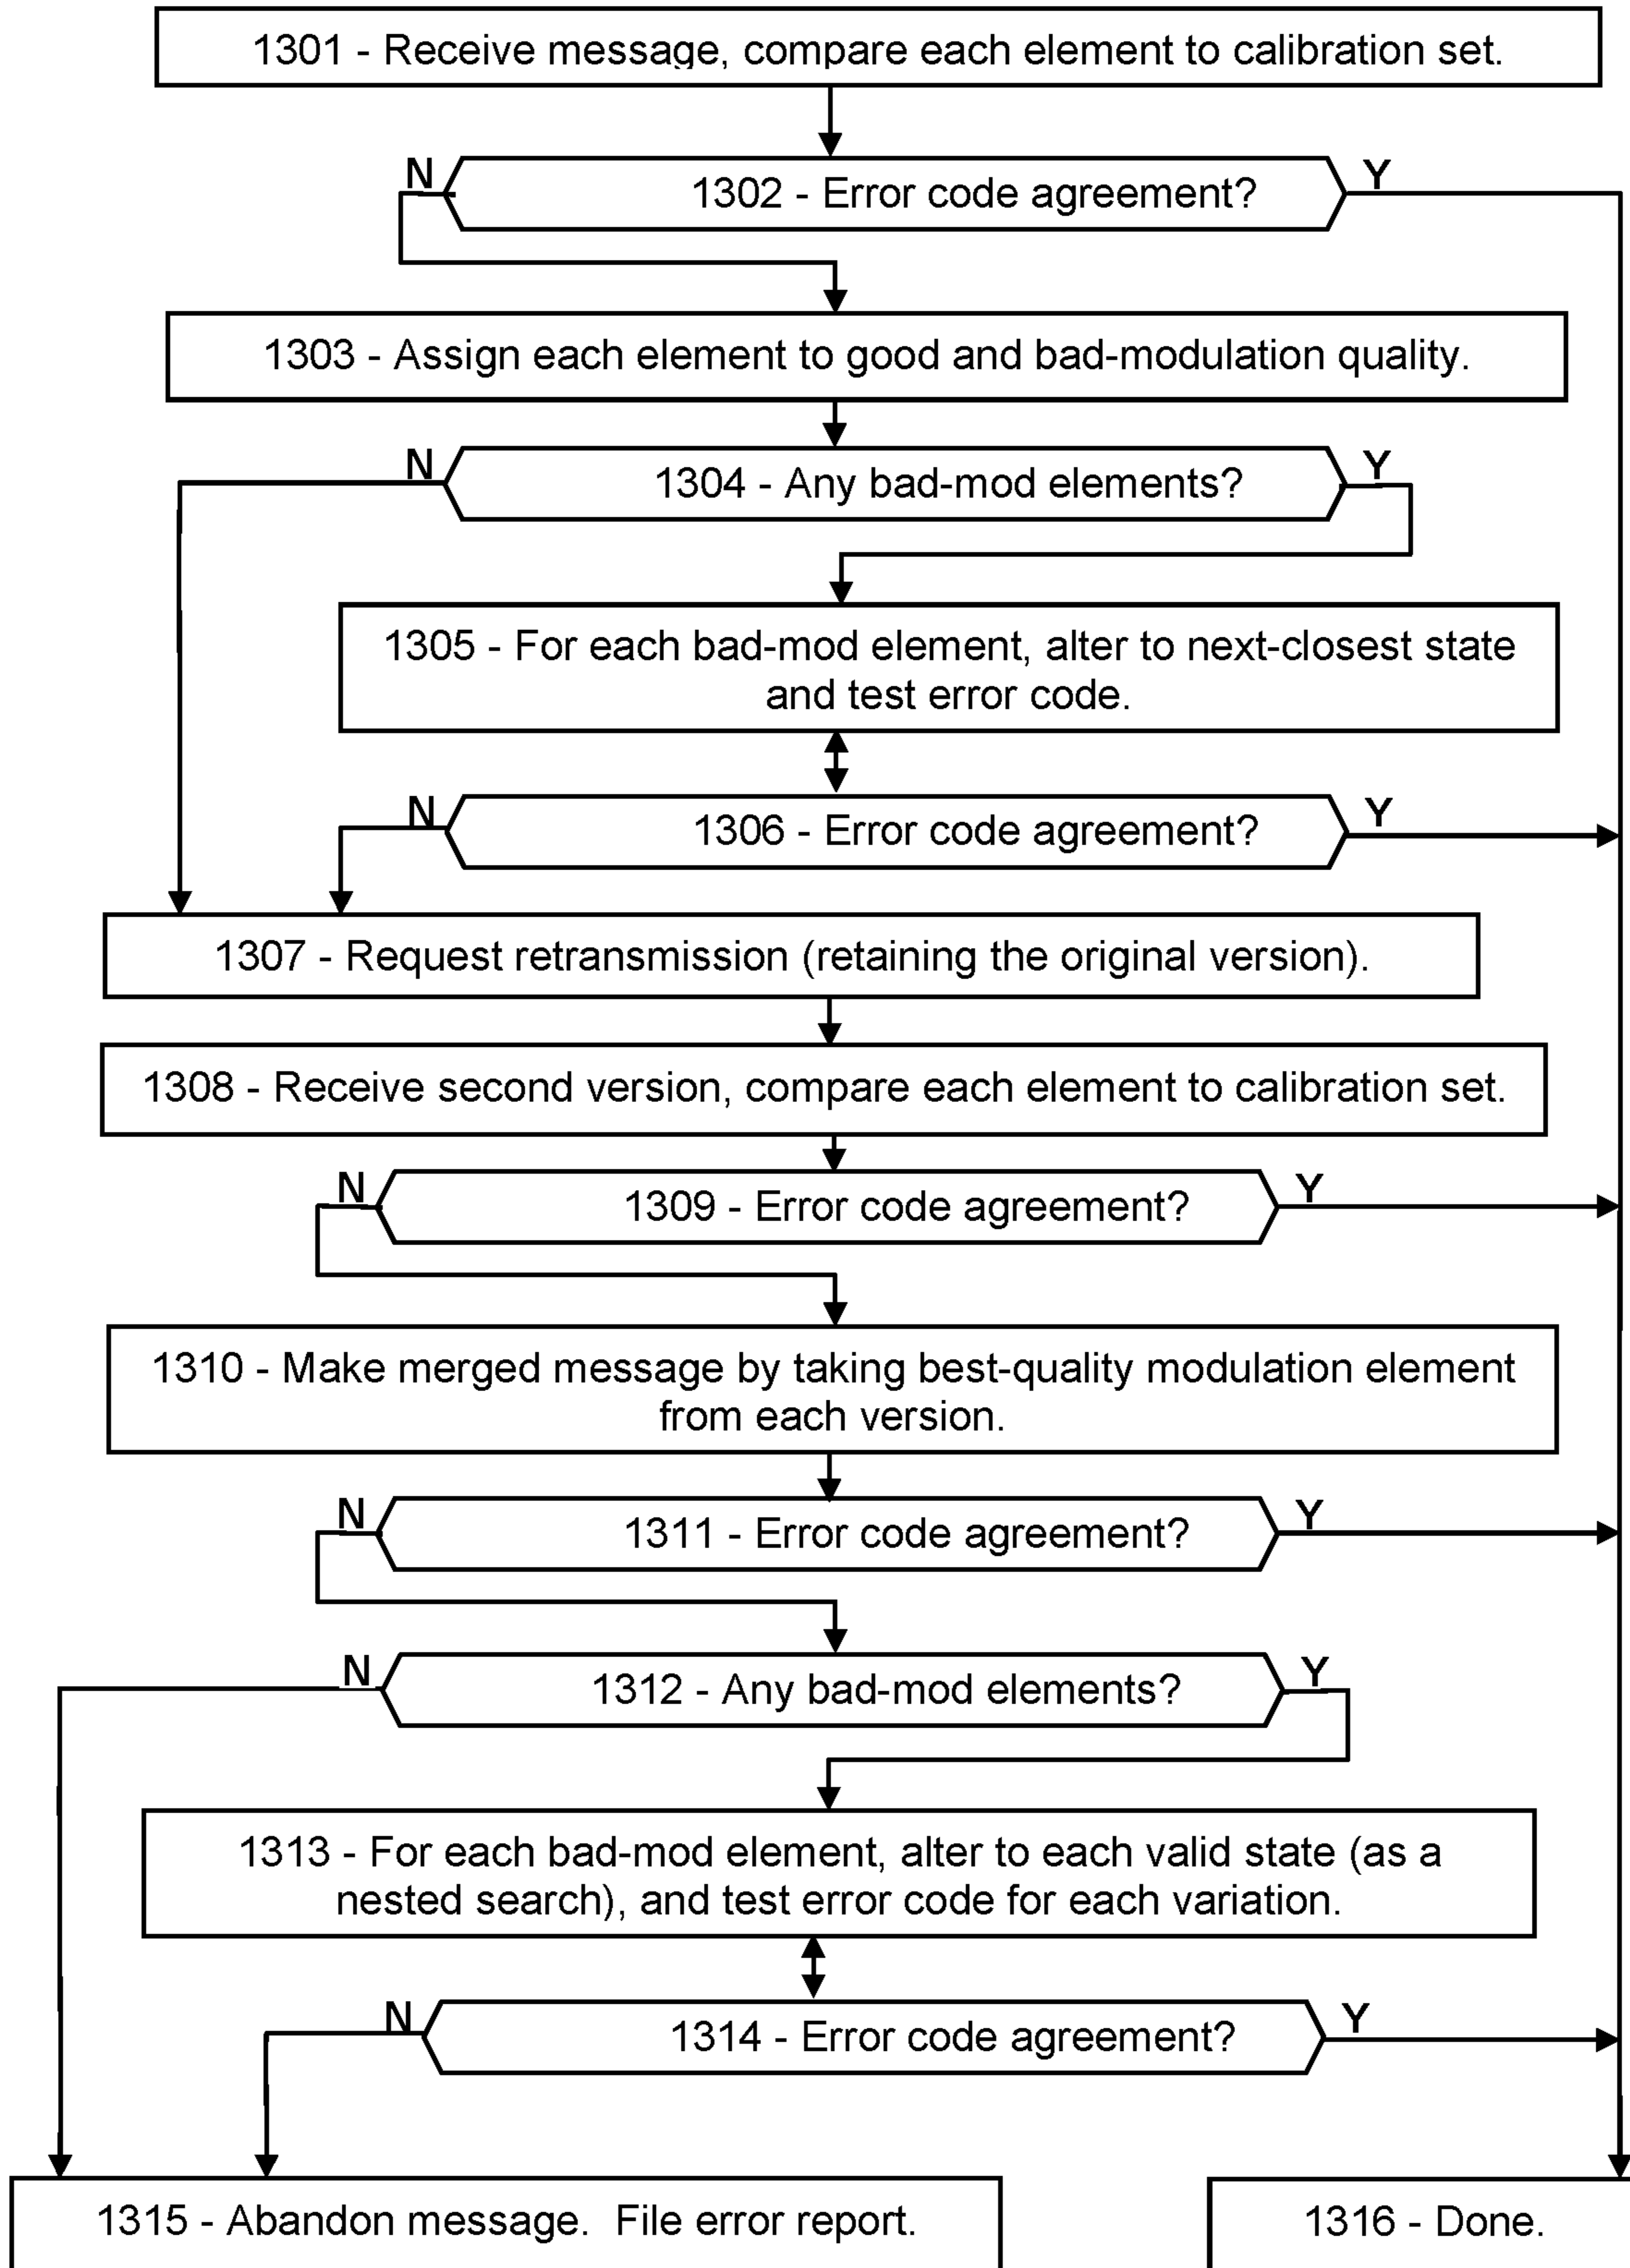 1301 - Receive message, compare each element to calibration set.
N
1302 - Error code agreement?
Y
1303 - Assign each element to good and bad-modulation quality.
N
1304 - Any bad-mod elements?
Y
1305 - For each bad-mod element, alter to next-closest state
and test error code.
N
1306 - Error code agreement?
Y
1307 - Request retransmission (retaining the original version).
1308 - Receive second version, compare each element to calibration set.
N
1309 - Error code agreement?
Y
1310 - Make merged message by taking best-quality modulation element
from each version.
N
1311 - Error code agreement?
Y
N
1312 - Any bad-mod elements?
Y
1313 - For each bad-mod element, alter to each valid state (as a
nested search), and test error code for each variation.
N
1314 - Error code agreement?
Y
1315 - Abandon message.  File error report.
1316 - Done.